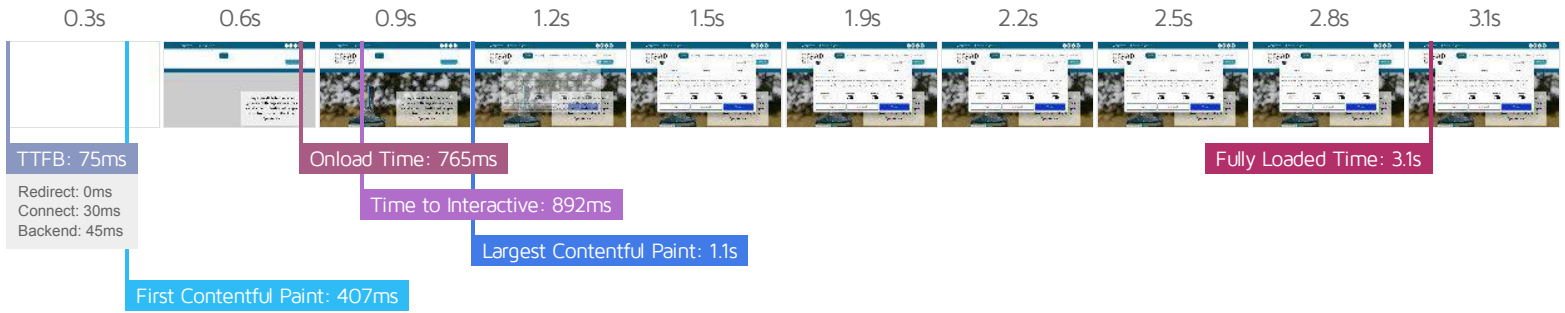 0.3s 0.6s 0.9s 1.2s 1.5s 1.9s 2.2s 2.5s 2.8s 3.1s
TTFB: 75ms
Redirect: 0ms
Connect: 30ms
Backend: 45ms
Onload Time: 765ms
Fully Loaded Time: 3.1s
Time to Interactive: 892ms
Largest Contentful Paint: 1.1s
First Contentful Paint: 407ms